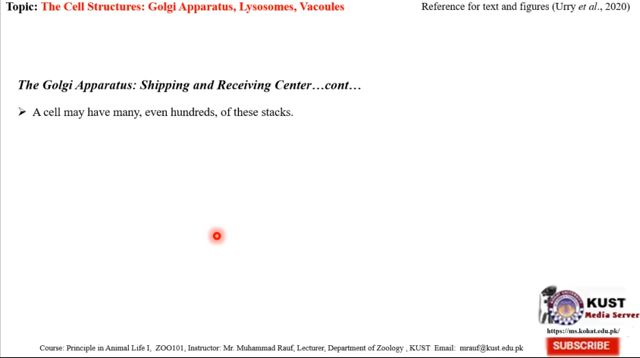 Topic: The Cell Structures: Golgi Apparatus, Lysosomes, Vacoules
Reference for text and figures (Urry et al., 2020)
The Golgi Apparatus: Shipping and Receiving Center…cont…
➢ A cell may have many, even hundreds, of these stacks.
KUST
Media Server
https://ms.kohat.edu.pk/
SUBSCRIBE
Course: Principle in Animal Life I, ZOO101, Instructor: Mr. Muhammad Rauf, Lecturer, Department of Zoology , KUST Email: mrauf@kust.edu.pk